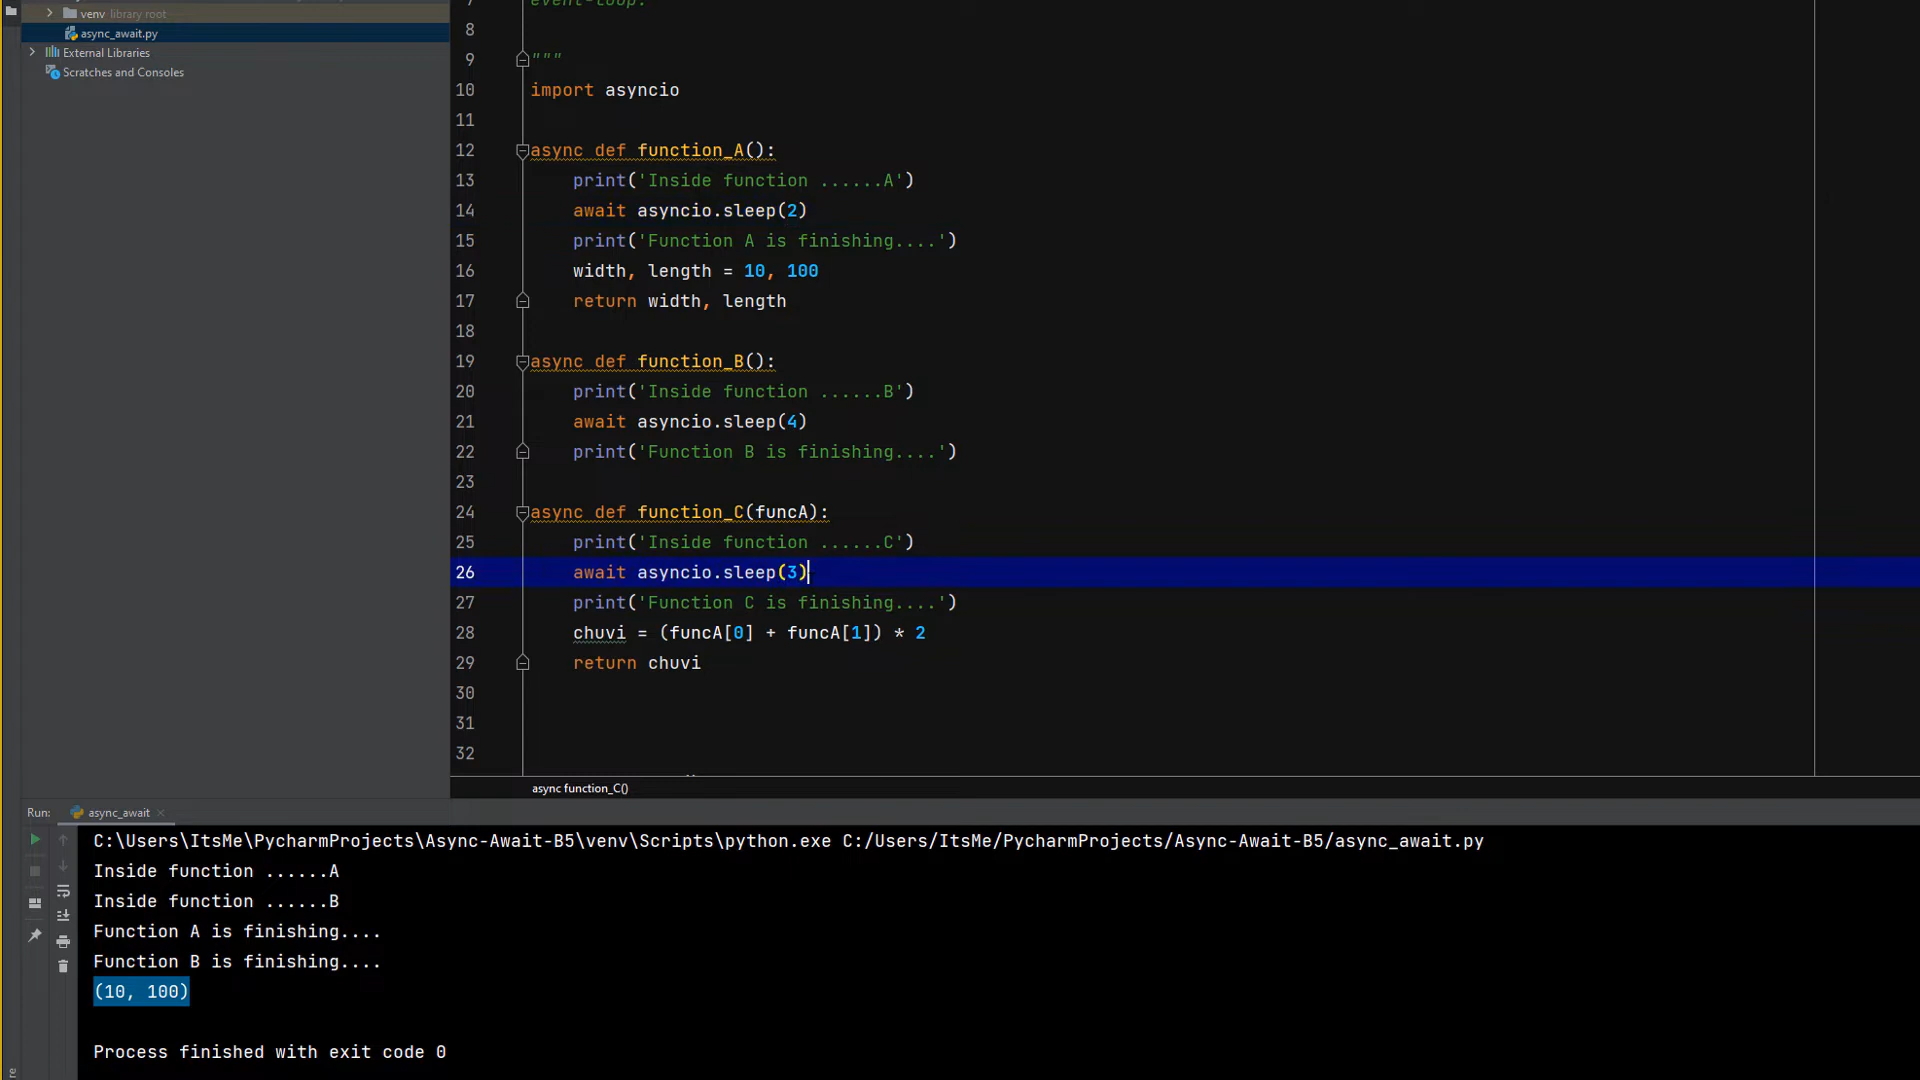 venv library root
async_await.py
External Libraries
Scratches and Consoles
7
event-loop.
8
9 """
10 import asyncio
11
12 async def function_A():
13 print('Inside function ......A')
14 await asyncio.sleep(2)
15 print('Function A is finishing....')
16 width, length = 10, 100
17 return width, length
18
19 async def function_B():
20 print('Inside function ......B')
21 await asyncio.sleep(4)
22 print('Function B is finishing....')
23
24 async def function_C(funcA):
25 print('Inside function ......C')
26 await asyncio.sleep(3)
27 print('Function C is finishing....')
28 chuvi = (funcA[0] + funcA[1]) * 2
29 return chuvi
30
31
32
async function_C()
Run: async_await
C:\Users\ItsMe\PycharmProjects\Async-Await-B5\venv\Scripts\python.exe C:/Users/ItsMe/PycharmProjects/Async-Await-B5/async_await.py
Inside function ......A
Inside function ......B
Function A is finishing....
Function B is finishing....
(10, 100)
Process finished with exit code 0